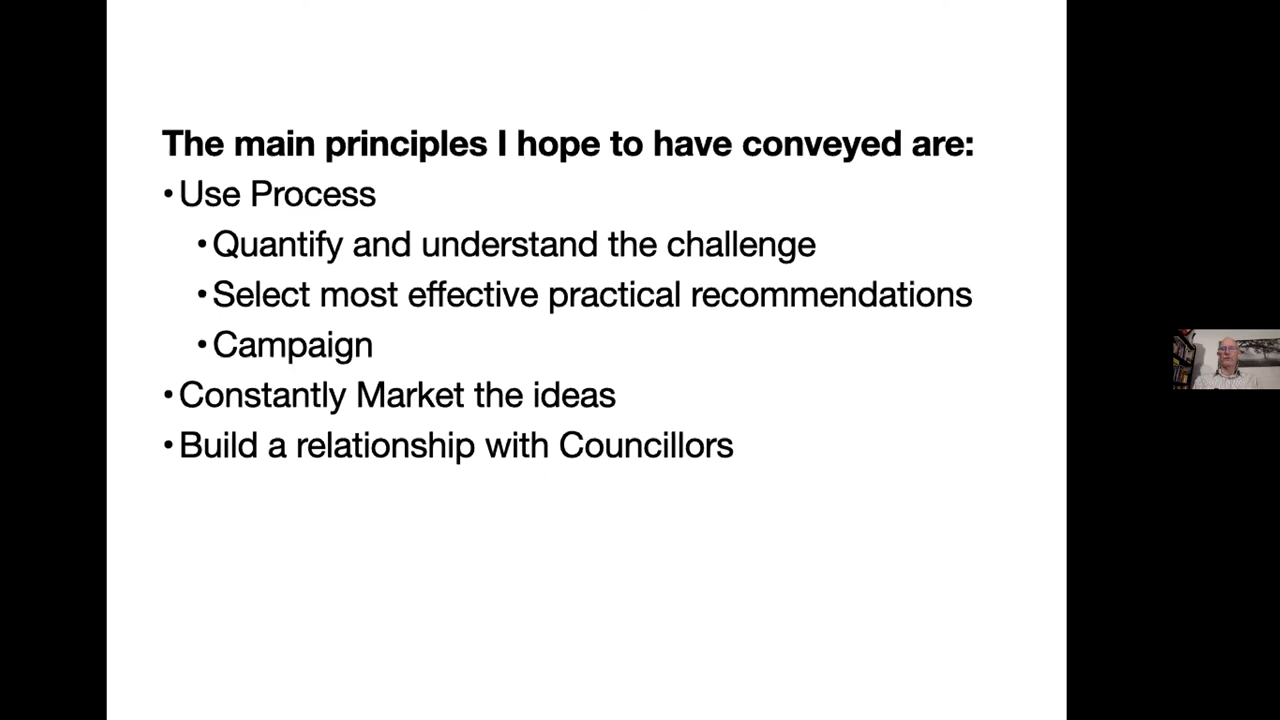 The main principles I hope to have conveyed are:
•Use Process
•Quantify and understand the challenge
•Select most effective practical recommendations
•Campaign
•Constantly Market the ideas
•Build a relationship with Councillors